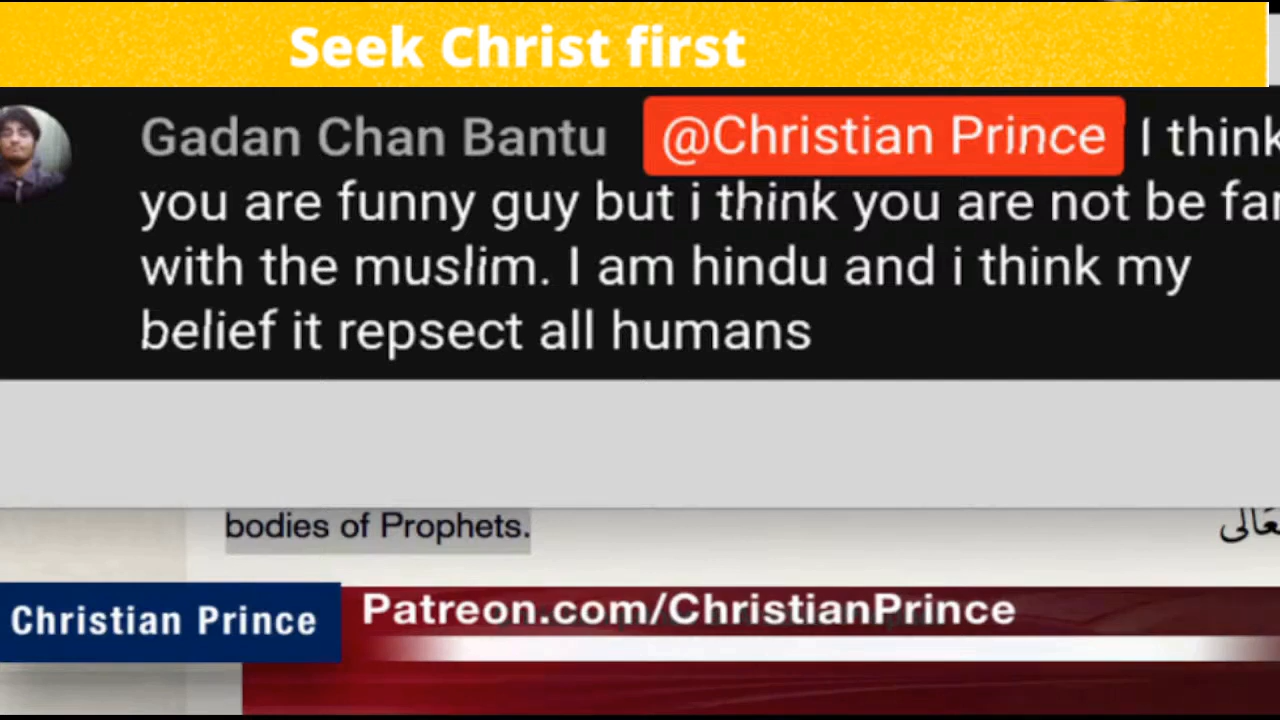 Seek Christ first
Gadan Chan Bantu @Christian Prince I think
you are funny guy but i think you are not be
with the muslim. I am hindu and i think my
belief it repsect all humans
bodies of Prophets.
Christian Prince
Patreon.com/ChristianPrince